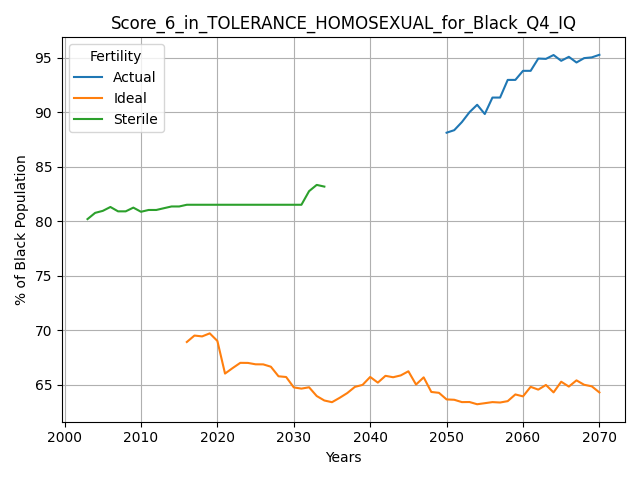 Score_6_in_TOLERANCE_HOMOSEXUAL_for_Black_Q4_IQ
Fertility
Actual
Ideal
Sterile
% of Black Population
95
90
85
80
75
70
65
2000 2010 2020 2030 2040 2050 2060 2070
Years